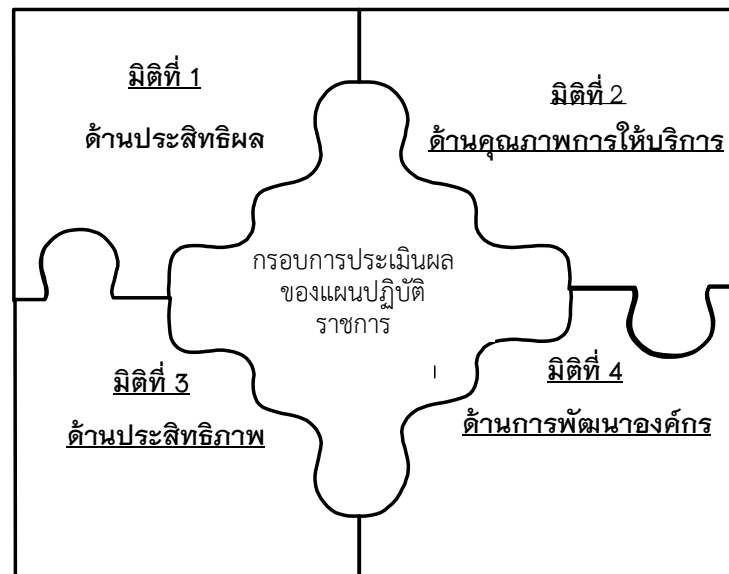 มิติที่ 1
ด้านประสิทธิผล
มิติที่ 2
ด้านคุณภาพการให้บริการ
กรอบการประเมินผล
ของแผนปฏิบัติ
ราชการ
มิติที่ 3
ด้านประสิทธิภาพ
มิติที่ 4
ด้านการพัฒนาองค์กร